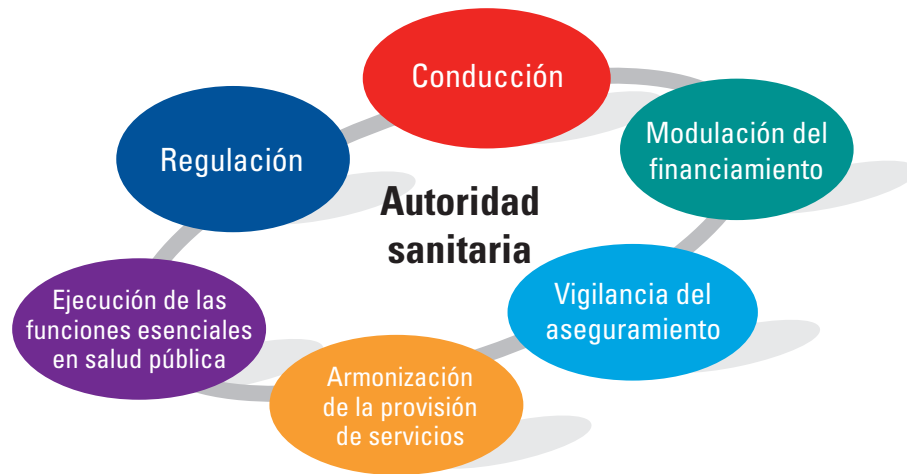 Conducción
Modulación del
financiamiento
Regulación
Autoridad
sanitaria
Vigilancia del
aseguramiento
Ejecución de las
funciones esenciales
en salud pública
Armonización
de la provisión
de servicios